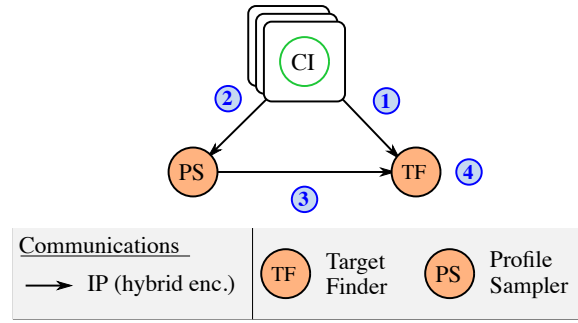 CI
2
1
PS
TF
4
3
Communications
IP (hybrid enc.)
TF
Target
Finder
PS
Profile
Sampler